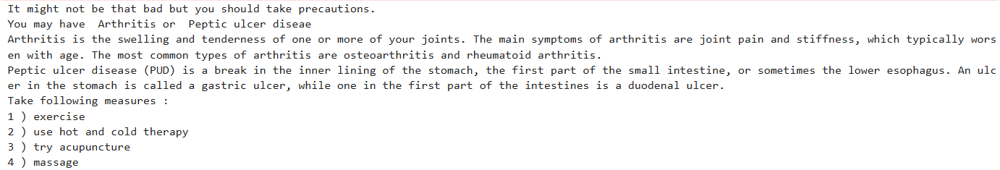 It might not be that bad but you should take precautions.
You may have  Arthritis or  Peptic ulcer diseae
Arthritis is the swelling and tenderness of one or more of your joints. The main symptoms of arthritis are joint pain and stiffness, which typically wors
en with age. The most common types of arthritis are osteoarthritis and rheumatoid arthritis.
Peptic ulcer disease (PUD) is a break in the inner lining of the stomach, the first part of the small intestine, or sometimes the lower esophagus. An ulc
er in the stomach is called a gastric ulcer, while one in the first part of the intestines is a duodenal ulcer.
Take following measures :
1 ) exercise
2 ) use hot and cold therapy
3 ) try acupuncture
4 ) massage